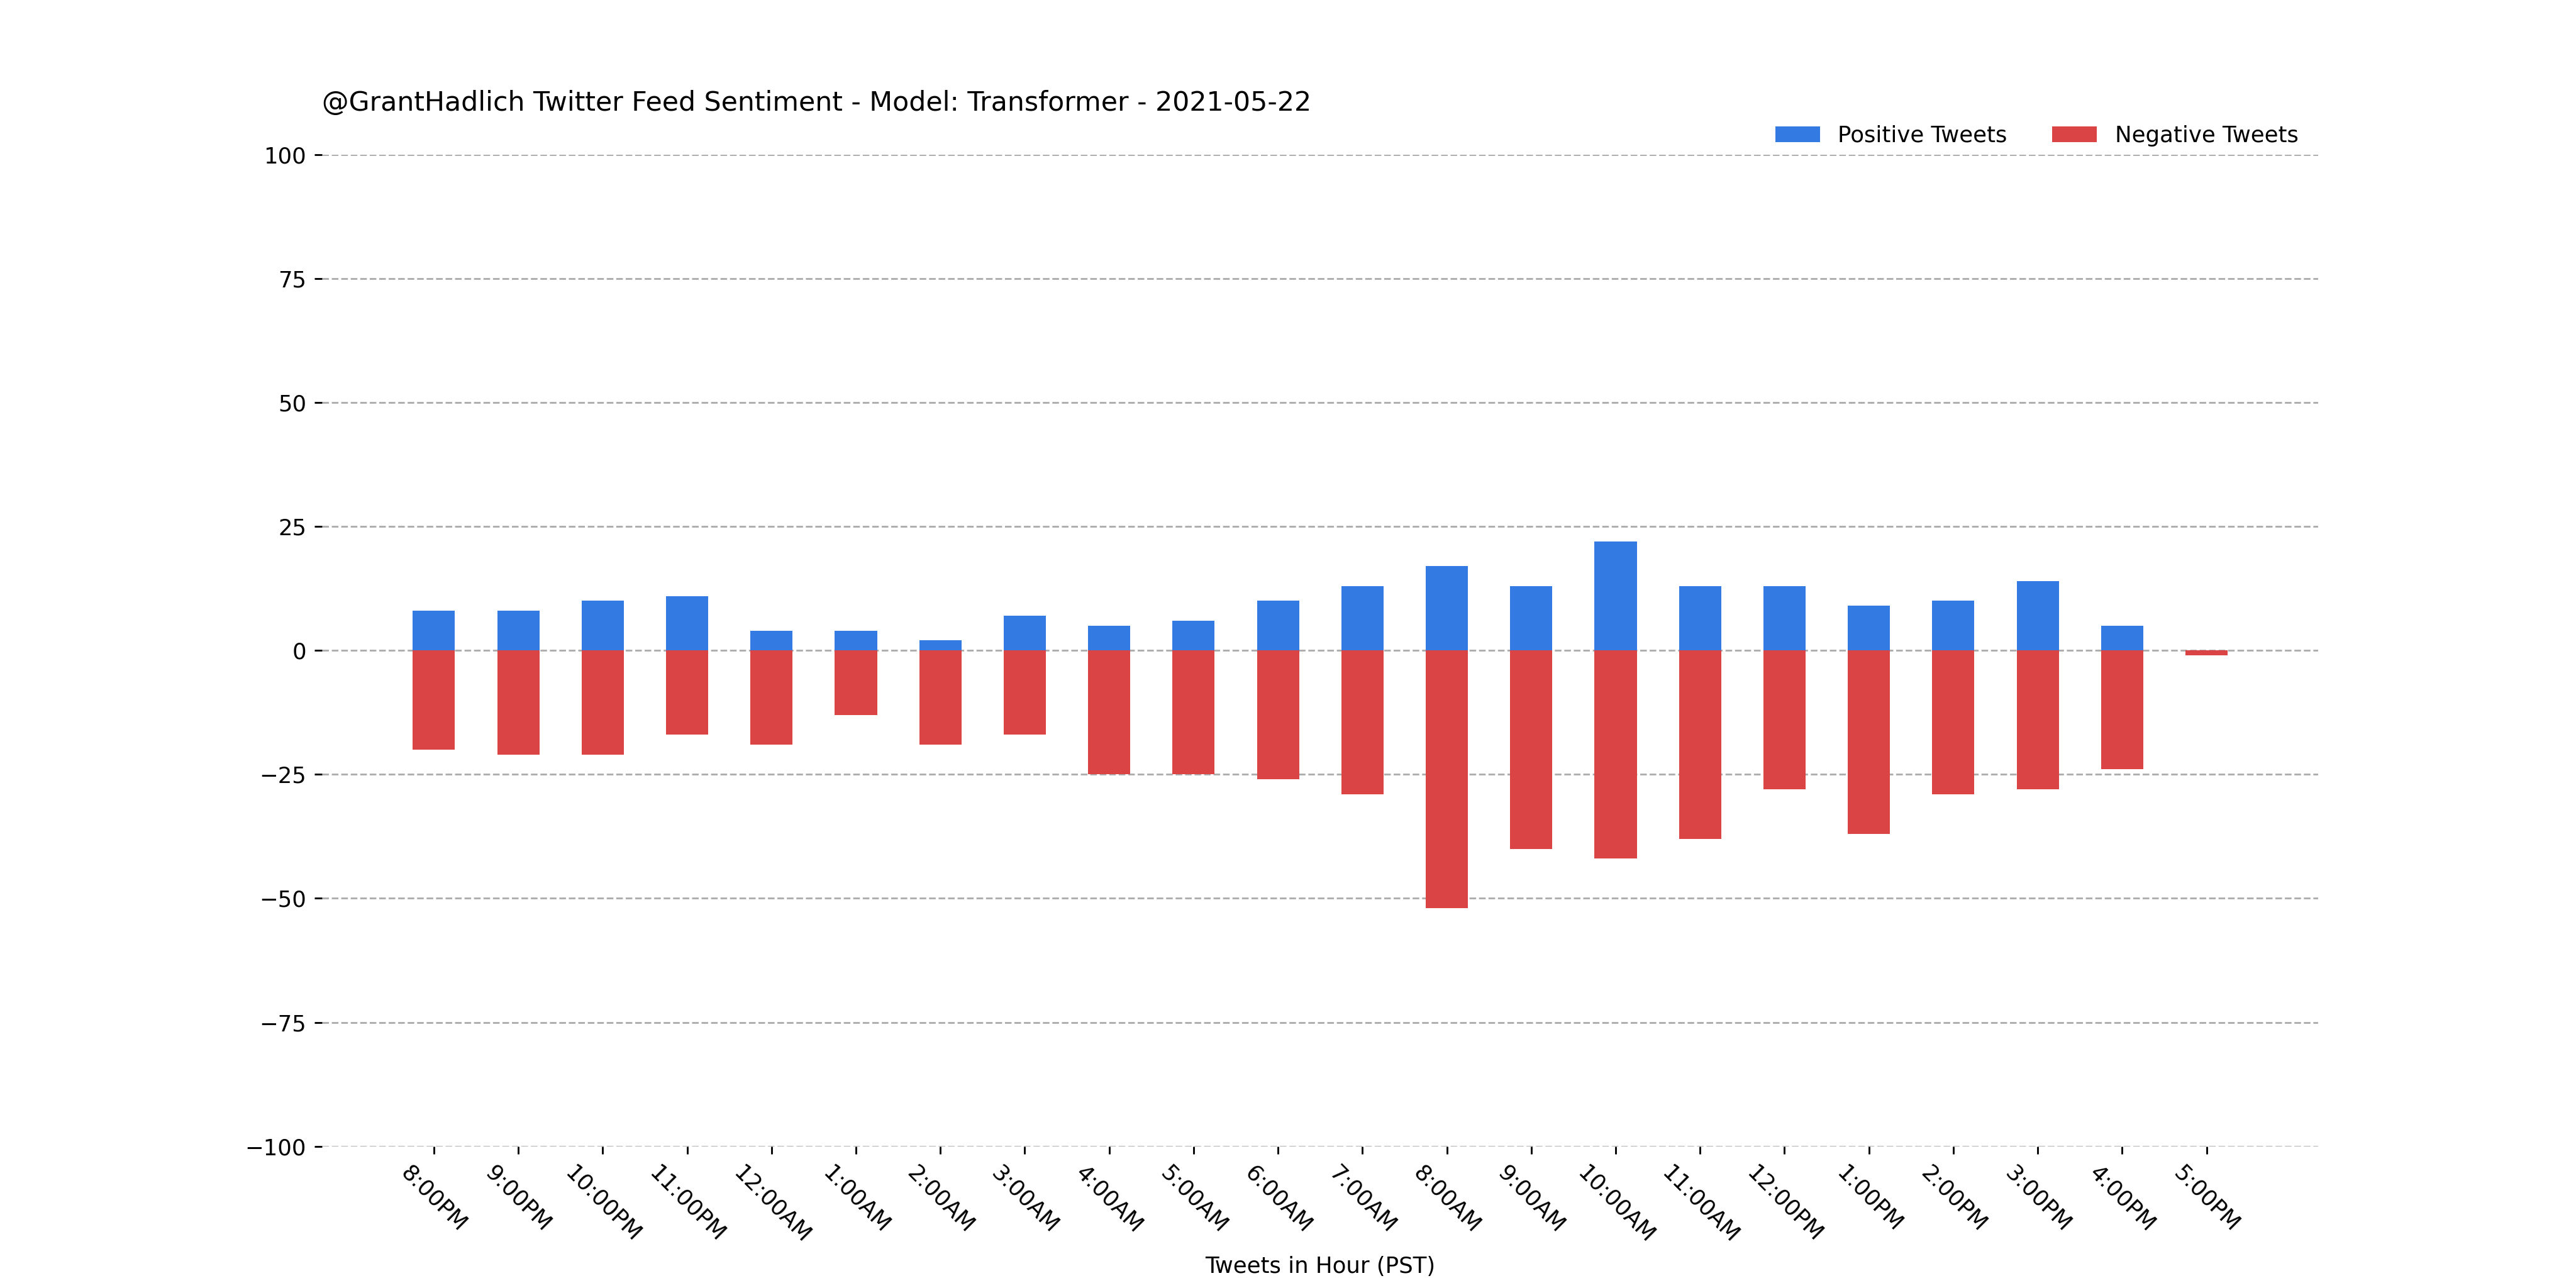 @GrantHadlich Twitter Feed Sentiment - Model: Transformer - 2021-05-22
Positive Tweets
Negative Tweets
100
75
50
25
0
−25
−50
−75
−100
8:00PM
9:00PM
10:00PM
11:00PM
12:00AM
1:00AM
2:00AM
3:00AM
4:00AM
5:00AM
6:00AM
7:00AM
8:00AM
9:00AM
10:00AM
11:00AM
12:00PM
1:00PM
2:00PM
3:00PM
4:00PM
5:00PM
Tweets in Hour (PST)